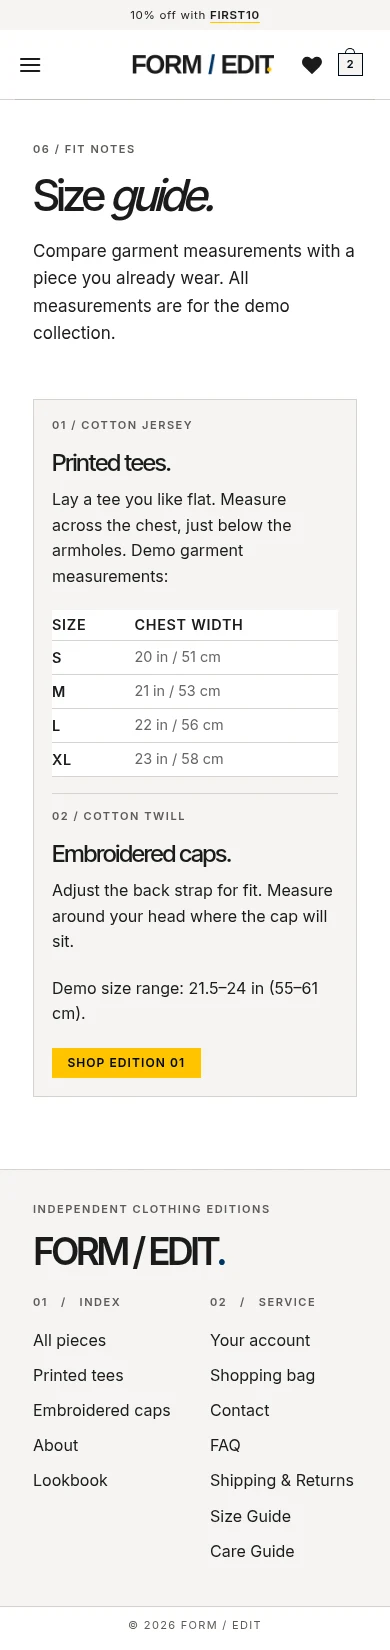 10% off with FIRST10
FORM / EDIT
2
06 / FIT NOTES
Size guide.
Compare garment measurements with a
piece you already wear. All
measurements are for the demo
collection.
01 / COTTON JERSEY
Printed tees.
Lay a tee you like flat. Measure
across the chest, just below the
armholes. Demo garment
measurements:
SIZE CHEST WIDTH
S 20 in / 51 cm
M 21 in / 53 cm
L 22 in / 56 cm
XL 23 in / 58 cm
02 / COTTON TWILL
Embroidered caps.
Adjust the back strap for fit. Measure
around your head where the cap will
sit.
Demo size range: 21.5–24 in (55–61
cm).
SHOP EDITION 01
INDEPENDENT CLOTHING EDITIONS
FORM / EDIT.
01 / INDEX
All pieces
Printed tees
Embroidered caps
About
Lookbook
02 / SERVICE
Your account
Shopping bag
Contact
FAQ
Shipping & Returns
Size Guide
Care Guide
© 2026 FORM / EDIT